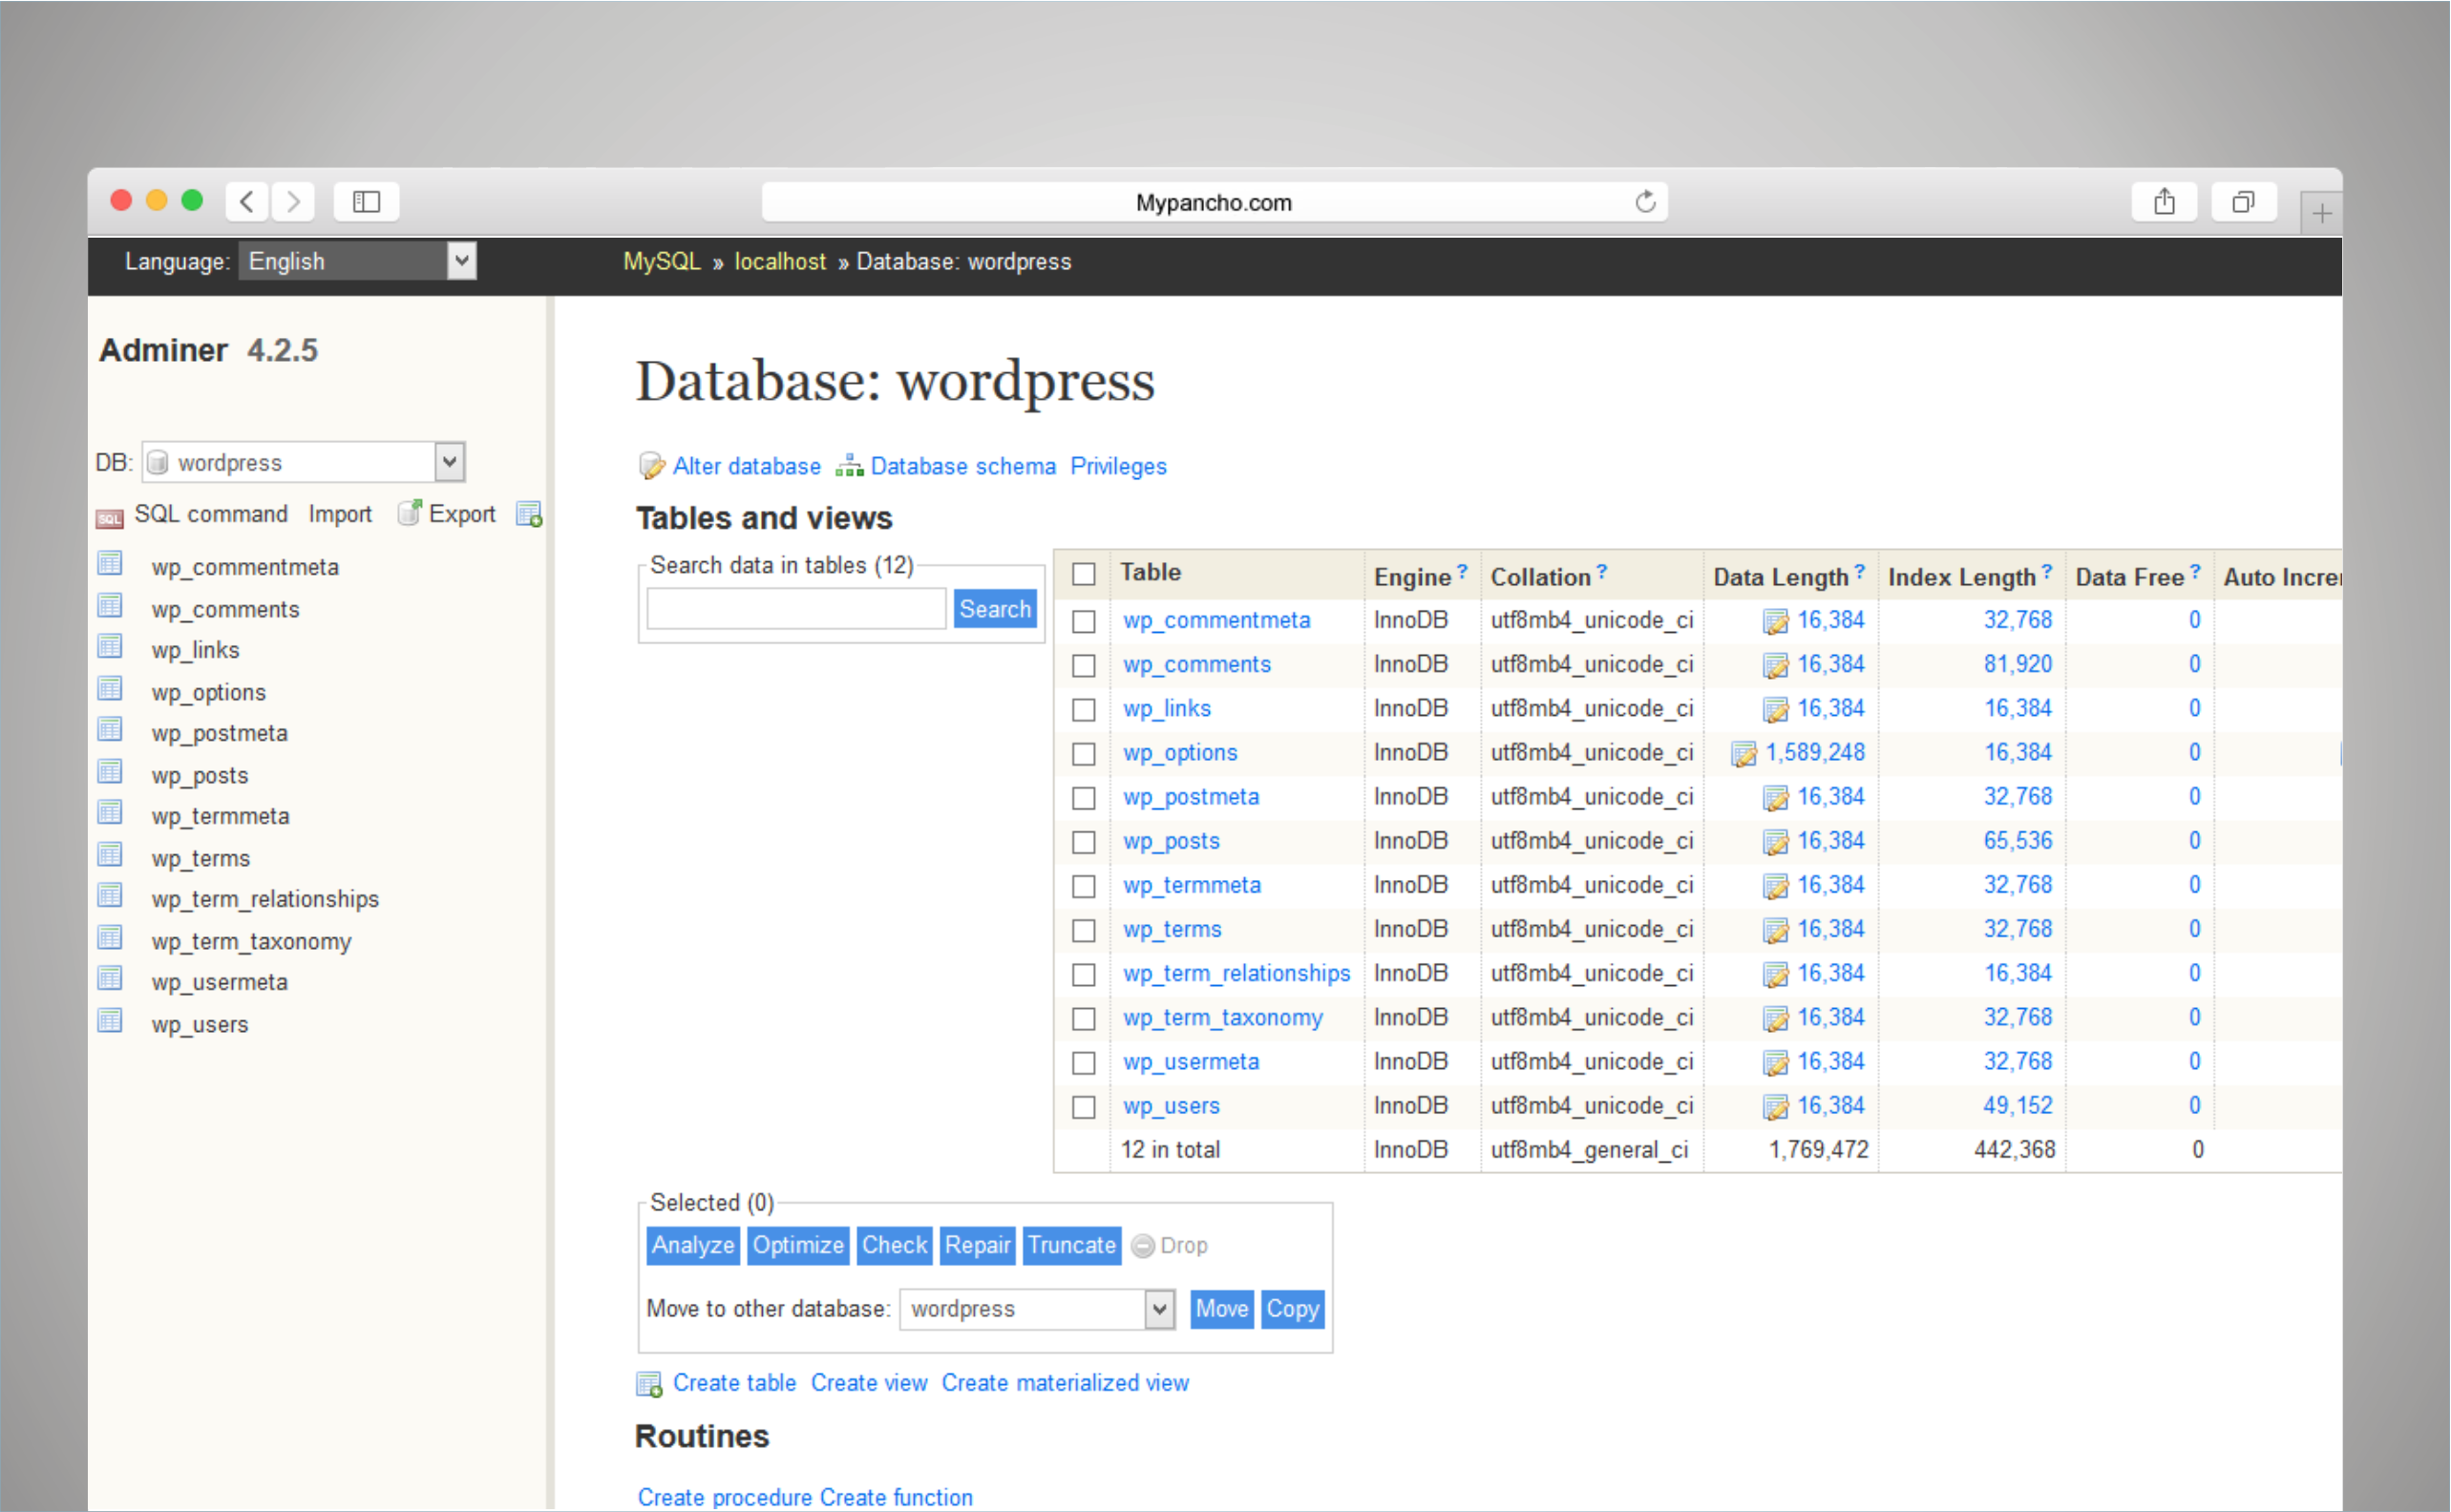 Mypancho.com
Language: English
MySQL » localhost » Database: wordpress
Adminer 4.2.5
DB: wordpress
SQL SQL command Import Export
wp_commentmeta
wp_comments
wp_links
wp_options
wp_postmeta
wp_posts
wp_termmeta
wp_terms
wp_term_relationships
wp_term_taxonomy
wp_usermeta
wp_users
Database: wordpress
Alter database Database schema Privileges
Tables and views
Search data in tables (12)
Search
Table Engine? Collation? Data Length? Index Length? Data Free? Auto Incre
wp_commentmeta InnoDB utf8mb4_unicode_ci 16,384 32,768 0
wp_comments InnoDB utf8mb4_unicode_ci 16,384 81,920 0
wp_links InnoDB utf8mb4_unicode_ci 16,384 16,384 0
wp_options InnoDB utf8mb4_unicode_ci 1,589,248 16,384 0
wp_postmeta InnoDB utf8mb4_unicode_ci 16,384 32,768 0
wp_posts InnoDB utf8mb4_unicode_ci 16,384 65,536 0
wp_termmeta InnoDB utf8mb4_unicode_ci 16,384 32,768 0
wp_terms InnoDB utf8mb4_unicode_ci 16,384 32,768 0
wp_term_relationships InnoDB utf8mb4_unicode_ci 16,384 16,384 0
wp_term_taxonomy InnoDB utf8mb4_unicode_ci 16,384 32,768 0
wp_usermeta InnoDB utf8mb4_unicode_ci 16,384 32,768 0
wp_users InnoDB utf8mb4_unicode_ci 16,384 49,152 0
12 in total InnoDB utf8mb4_general_ci 1,769,472 442,368 0
Selected (0)
Analyze Optimize Check Repair Truncate Drop
Move to other database: wordpress Move Copy
Create table Create view Create materialized view
Routines
Create procedure Create function